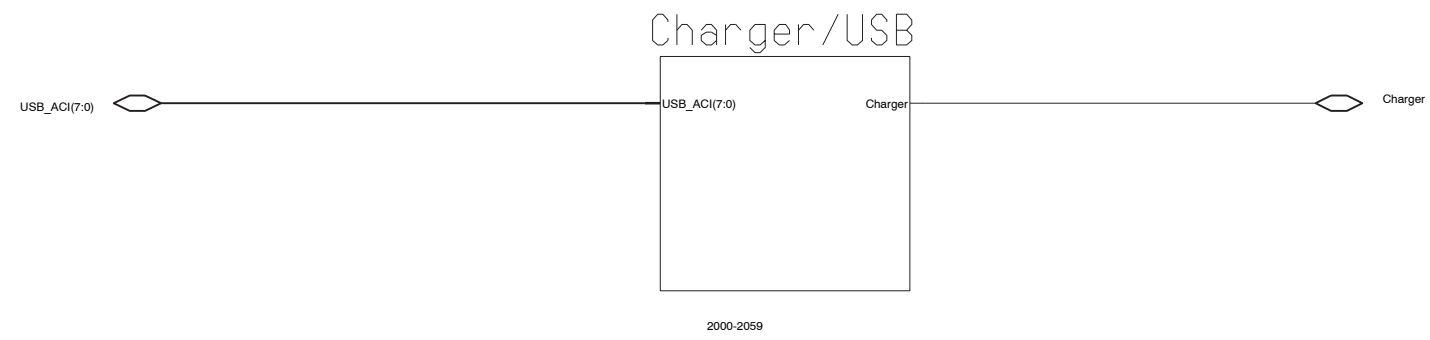 Charger/USB
USB_ACI(7:0)
USB_ACI(7:0)
Charger
Charger
2000-2059